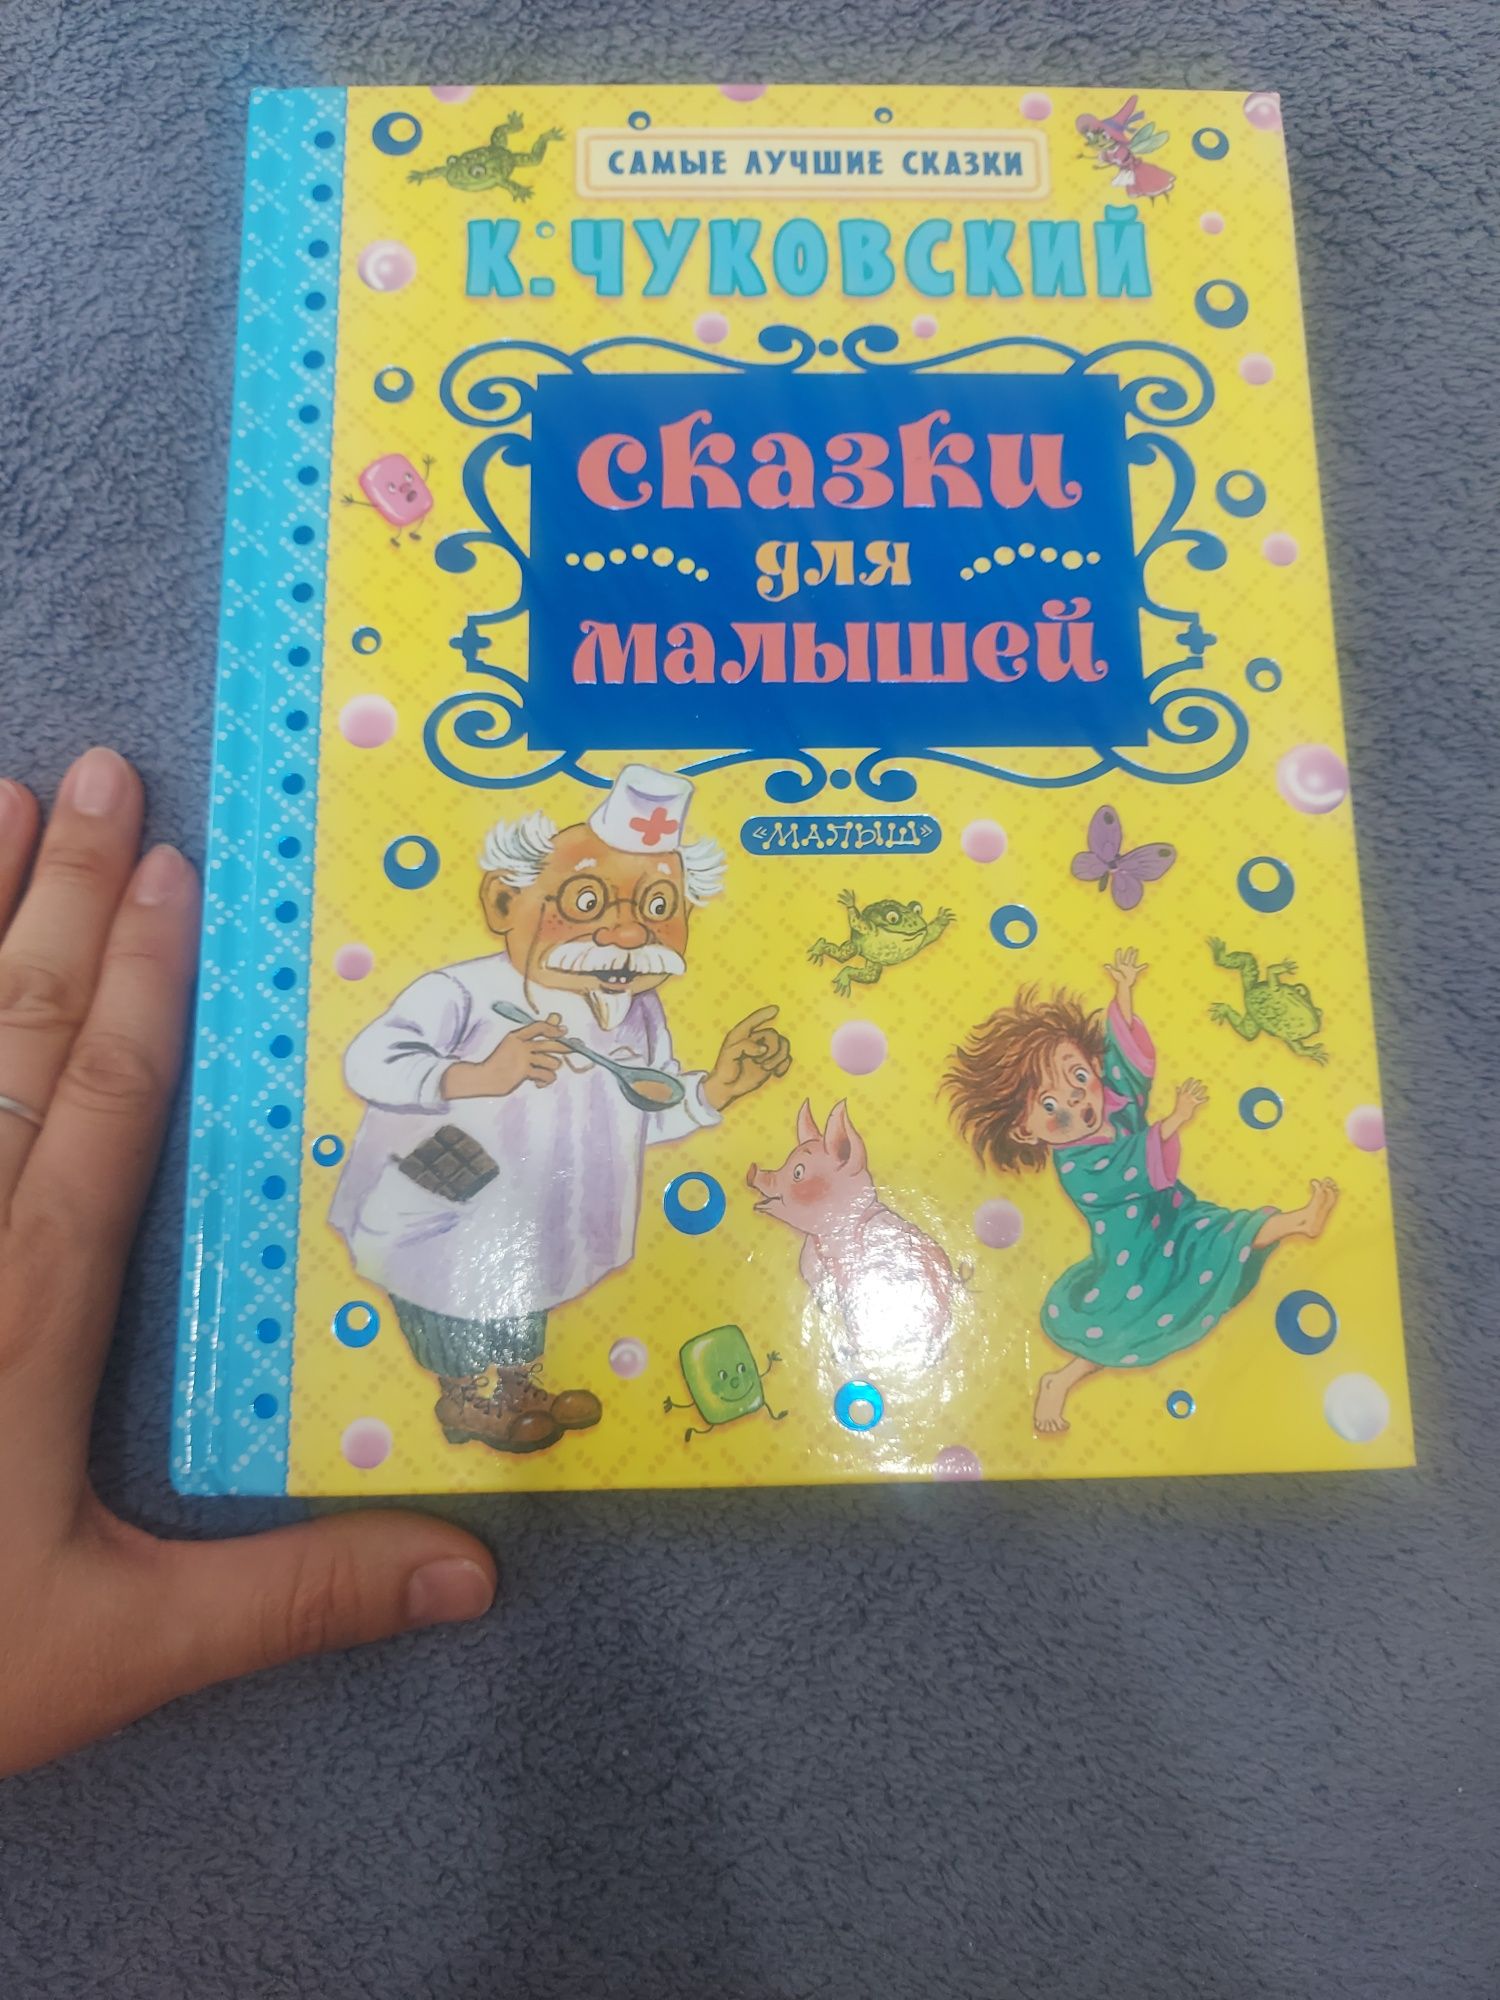 САМЫЕ ЛУЧШИЕ СКАЗКИ
К. ЧУКОВСКИЙ
Сказки
для
малышей
«МАЛЫШ»